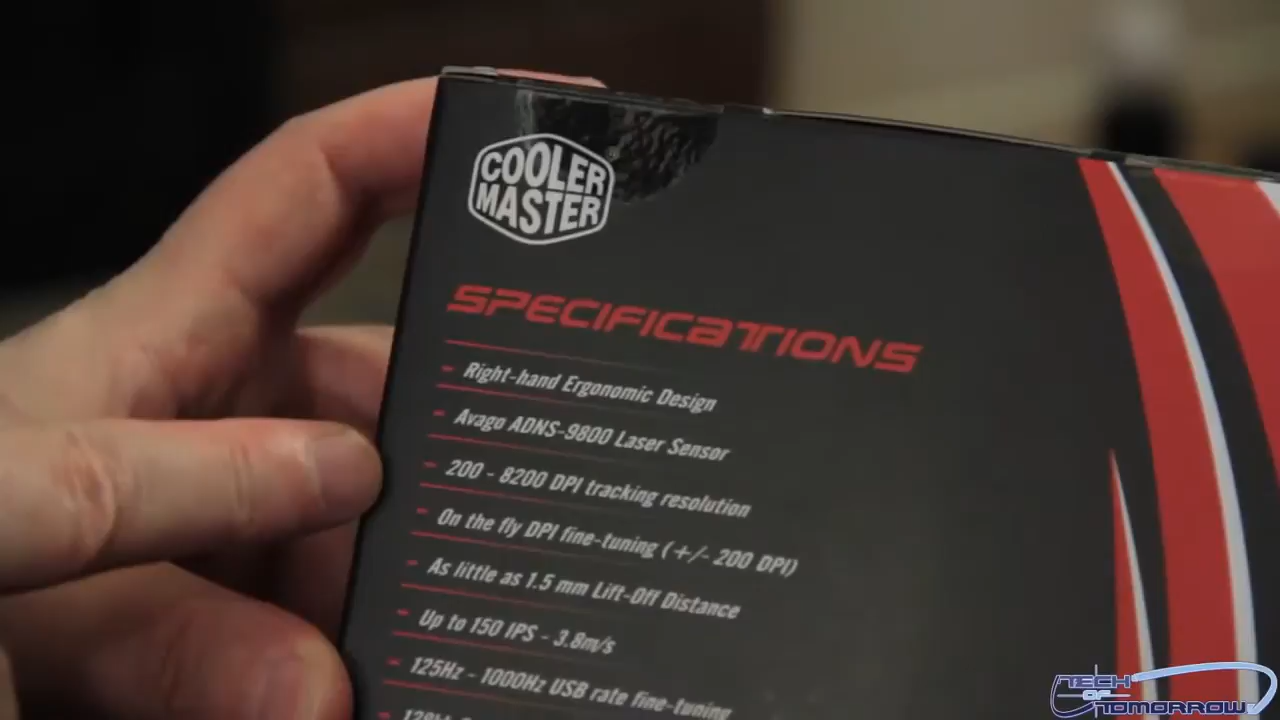 COOLER
MASTER
SPECIFICATIONS
- Right-hand Ergonomic Design
- Avago ADNS-9800 Laser Sensor
- 200 - 8200 DPI tracking resolution
- On the fly DPI fine-tuning (+/- 200 DPI)
- As little as 1.5 mm Lift-Off Distance
- Up to 150 IPS - 3.8m/s
- 125Hz - 1000Hz USB rate fine-tuning
TECH
OF
TOMORROW